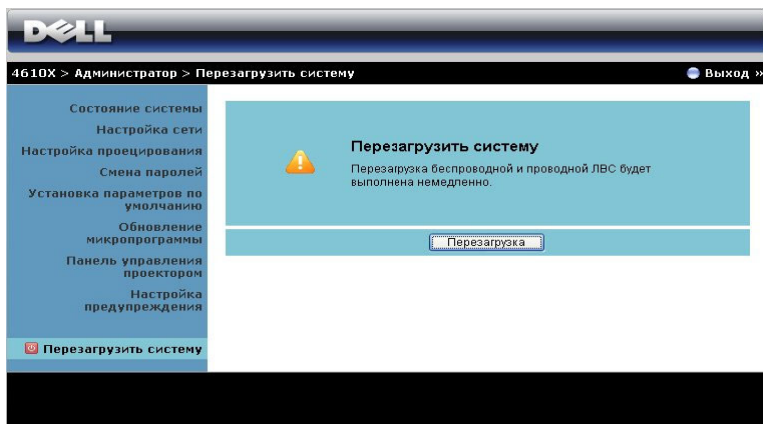 DELL
4610X > Администратор > Перезагрузить систему
Выход »
Состояние системы
Настройка сети
Настройка проецирования
Смена паролей
Установка параметров по
умолчанию
Обновление
микропрограммы
Панель управления
проектором
Настройка
предупреждения
Перезагрузить систему
Перезагрузить систему
Перезагрузка беспроводной и проводной ЛВС будет
выполнена немедленно.
Перезагрузка